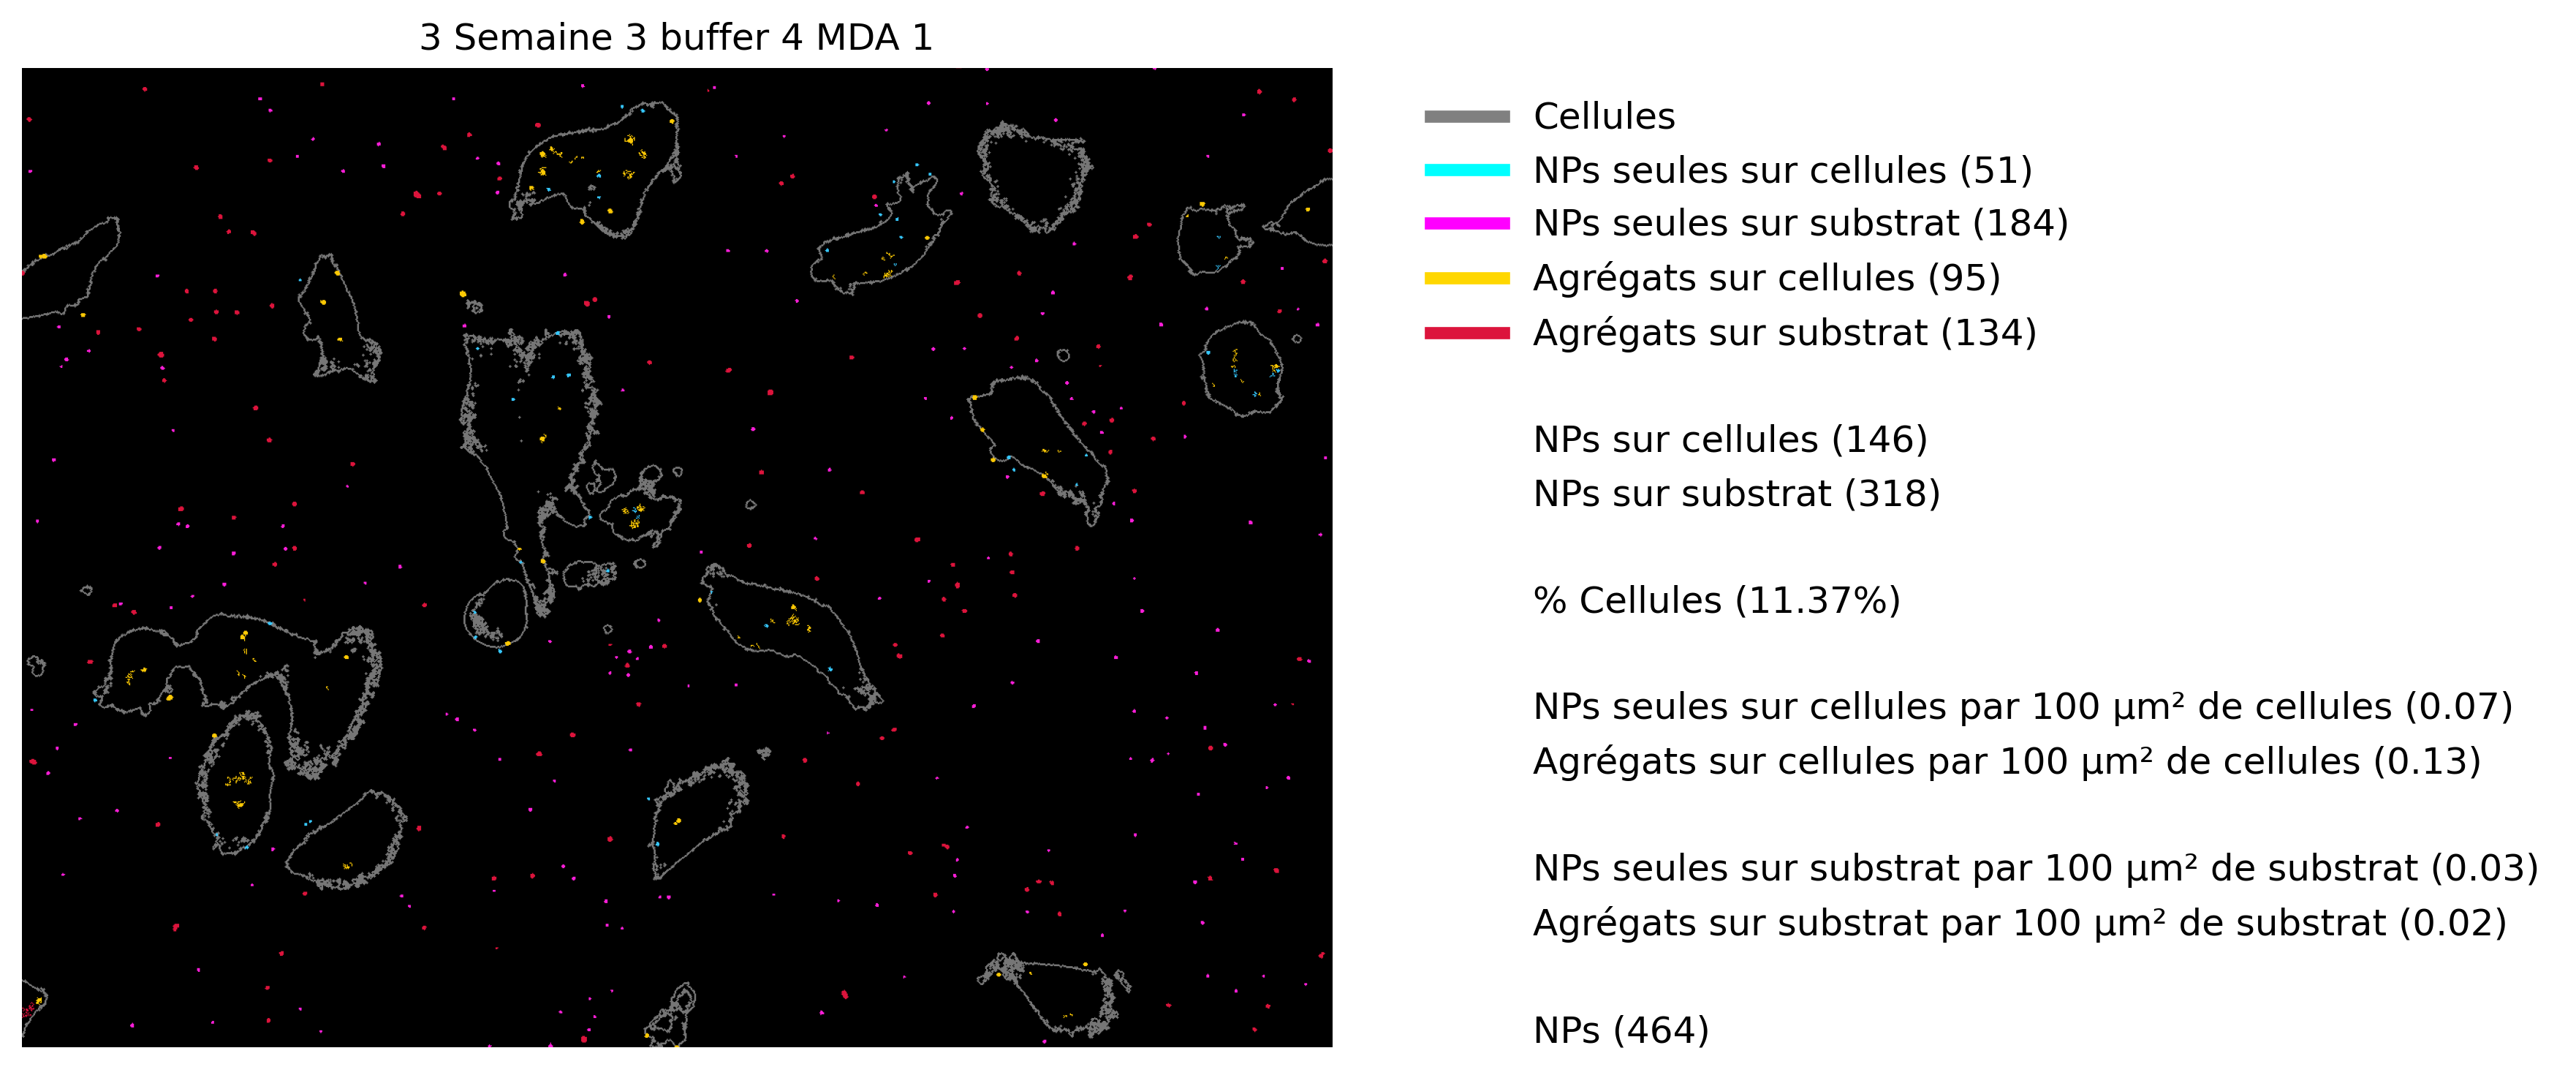 3 Semaine 3 buffer 4 MDA 1
Cellules
NPs seules sur cellules (51)
NPs seules sur substrat (184)
Agrégats sur cellules (95)
Agrégats sur substrat (134)
NPs sur cellules (146)
NPs sur substrat (318)
% Cellules (11.37%)
NPs seules sur cellules par 100 µm² de cellules (0.07)
Agrégats sur cellules par 100 µm² de cellules (0.13)
NPs seules sur substrat par 100 µm² de substrat (0.03)
Agrégats sur substrat par 100 µm² de substrat (0.02)
NPs (464)